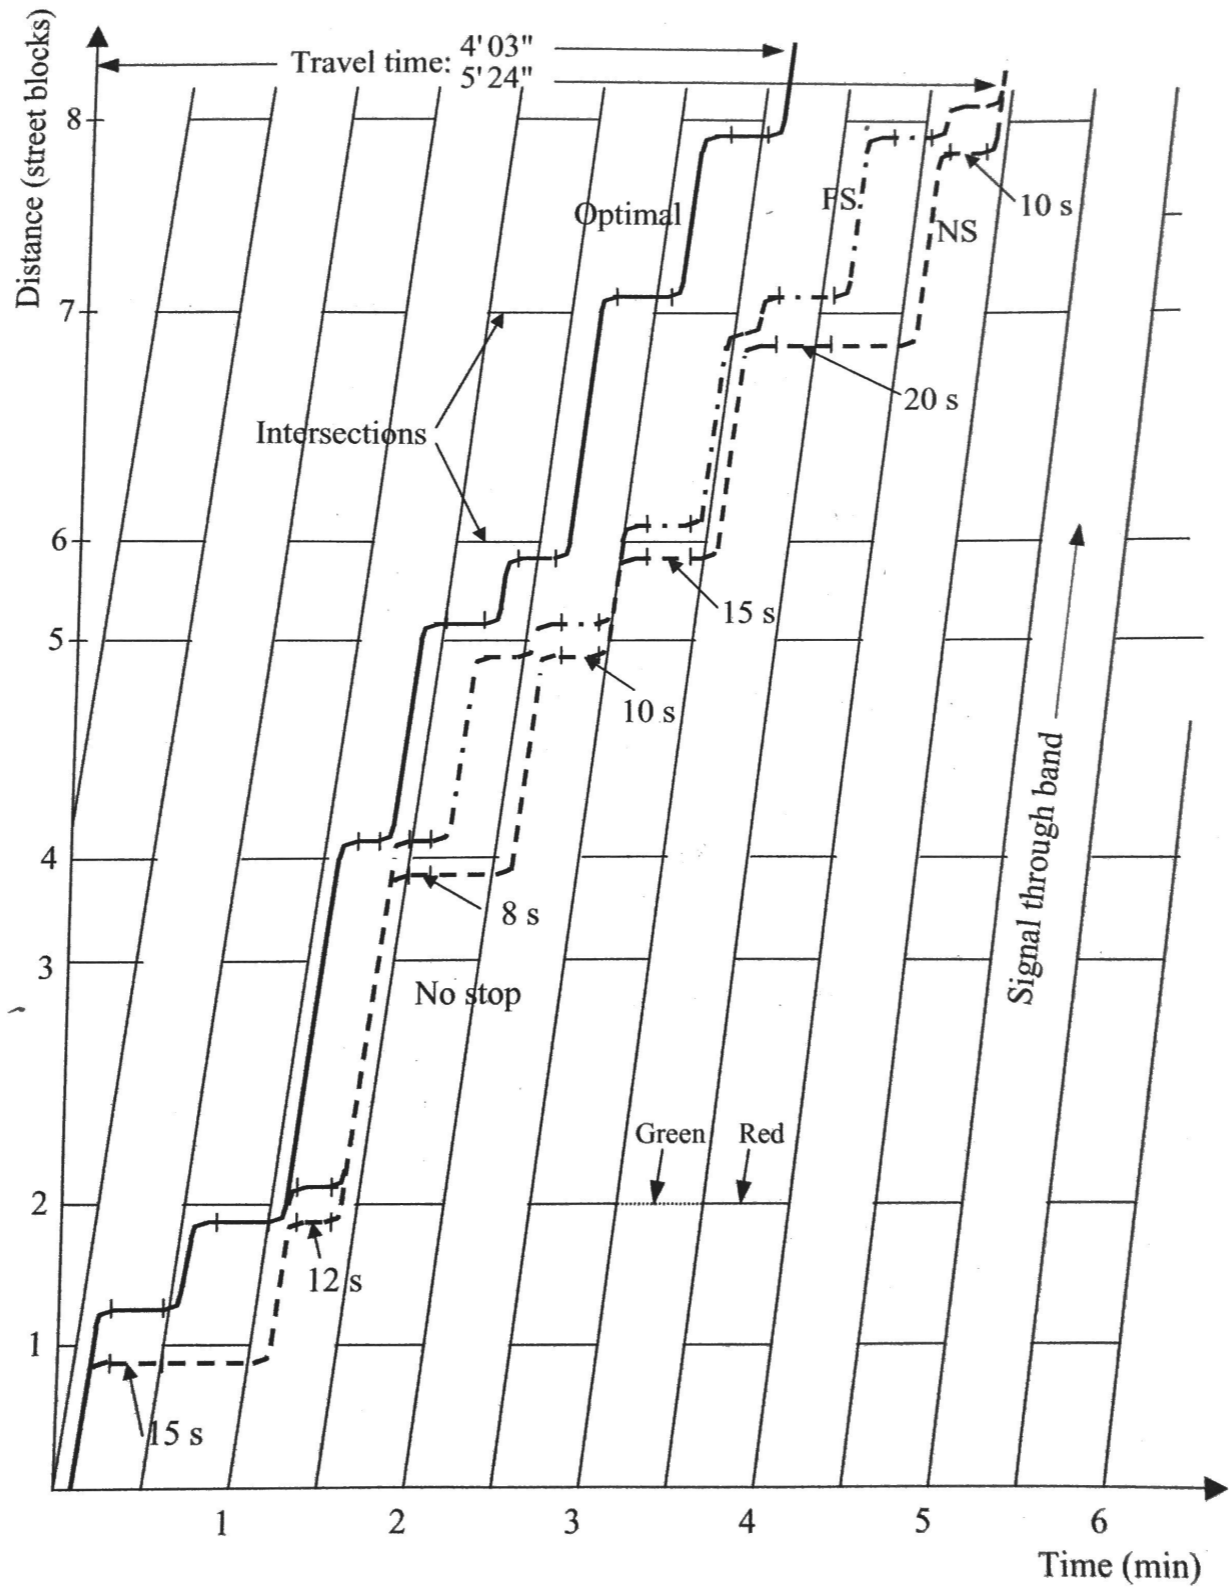 Distance (street blocks)
Travel time: 4'03"
5'24"
8
7
6
5
4
3
2
1
Optimal
FS
NS
10 s
20 s
Intersections
15 s
10 s
8 s
No stop
Signal through band
Green
Red
12 s
15 s
1
2
3
4
5
6
Time (min)